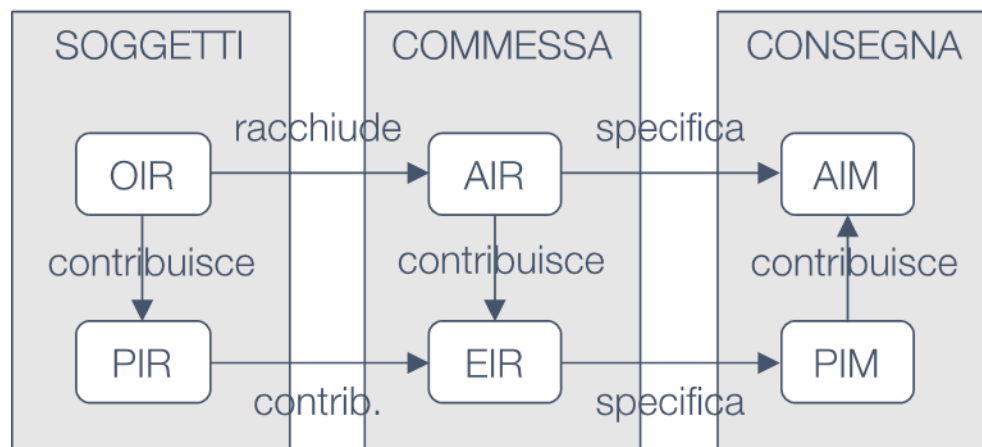 SOGGETTI
COMMESSA
CONSEGNA
racchiude
specifica
OIR
AIR
AIM
contribuisce
contribuisce
contribuisce
PIR
EIR
PIM
contrib.
specifica